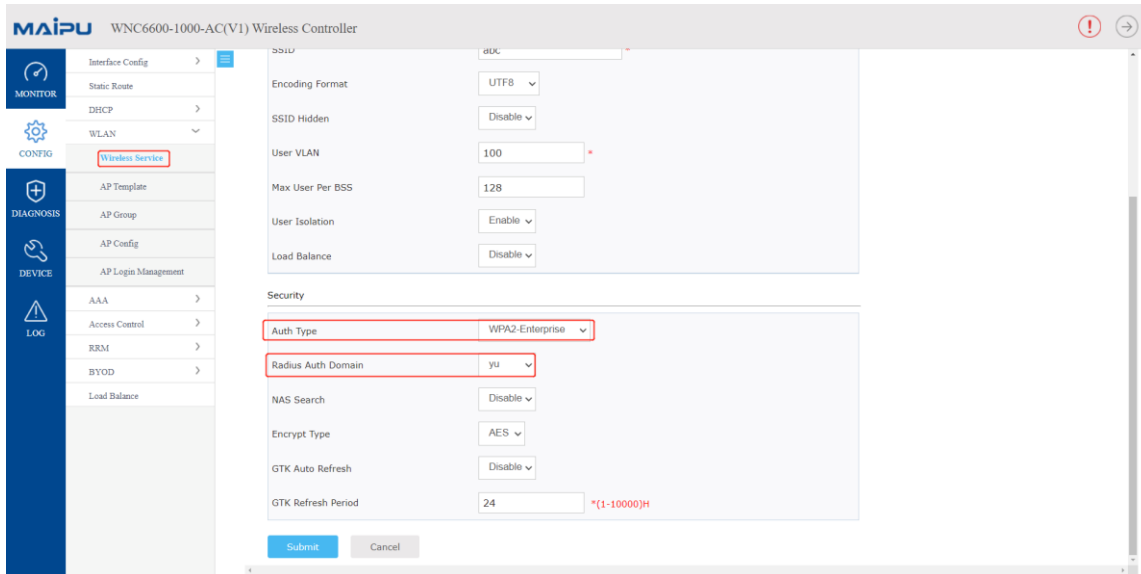 MAIPU WNC6600-1000-AC(V1) Wireless Controller
MONITOR
CONFIG
DIAGNOSIS
DEVICE
LOG
Interface Config
Static Route
DHCP
WLAN
Wireless Service
AP Template
AP Group
AP Config
AP Login Management
AAA
Access Control
RRM
BYOD
Load Balance
SSID abc *
Encoding Format UTF8
SSID Hidden Disable
User VLAN 100 *
Max User Per BSS 128
User Isolation Enable
Load Balance Disable
Security
Auth Type WPA2-Enterprise
Radius Auth Domain yu
NAS Search Disable
Encrypt Type AES
GTK Auto Refresh Disable
GTK Refresh Period 24 *(1-10000)H
Submit Cancel